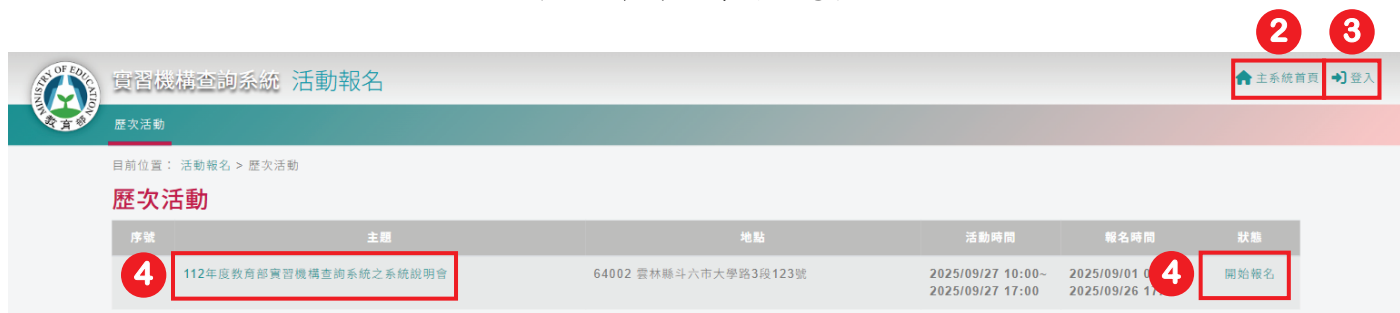 2 3
MINISTRY OF EDUCATION
教育部
實習機構查詢系統 活動報名
主系統首頁 登入
歷次活動
目前位置： 活動報名 > 歷次活動
歷次活動
序號 主題 地點 活動時間 報名時間 狀態
4 112年度教育部實習機構查詢系統之系統說明會 64002 雲林縣斗六市大學路3段123號 2025/09/27 10:00~ 2025/09/01 0 4 開始報名
2025/09/27 17:00 2025/09/26 17